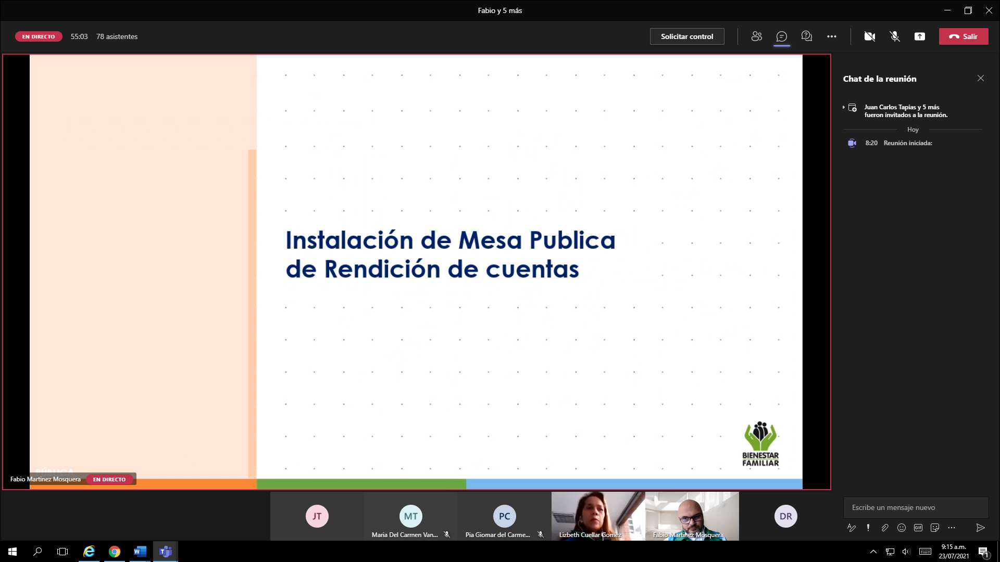 Fabio y 5 más
EN DIRECTO
55:03
78 asistentes
Solicitar control
Salir
Instalación de Mesa Publica
de Rendición de cuentas
BIENESTAR
FAMILIAR
PÚBLICA
Fabio Martinez Mosquera
EN DIRECTO
Chat de la reunión
Juan Carlos Tapias y 5 más
fueron invitados a la reunión.
Hoy
8:20 Reunión iniciada:
JT
MT
Maria Del Carmen Van...
PC
Pia Giomar del Carme...
Lizbeth Cuellar Gomez
Fabio Martinez Mosquera
DR
Escribe un mensaje nuevo
GIF
9:15 a.m.
23/07/2021
1